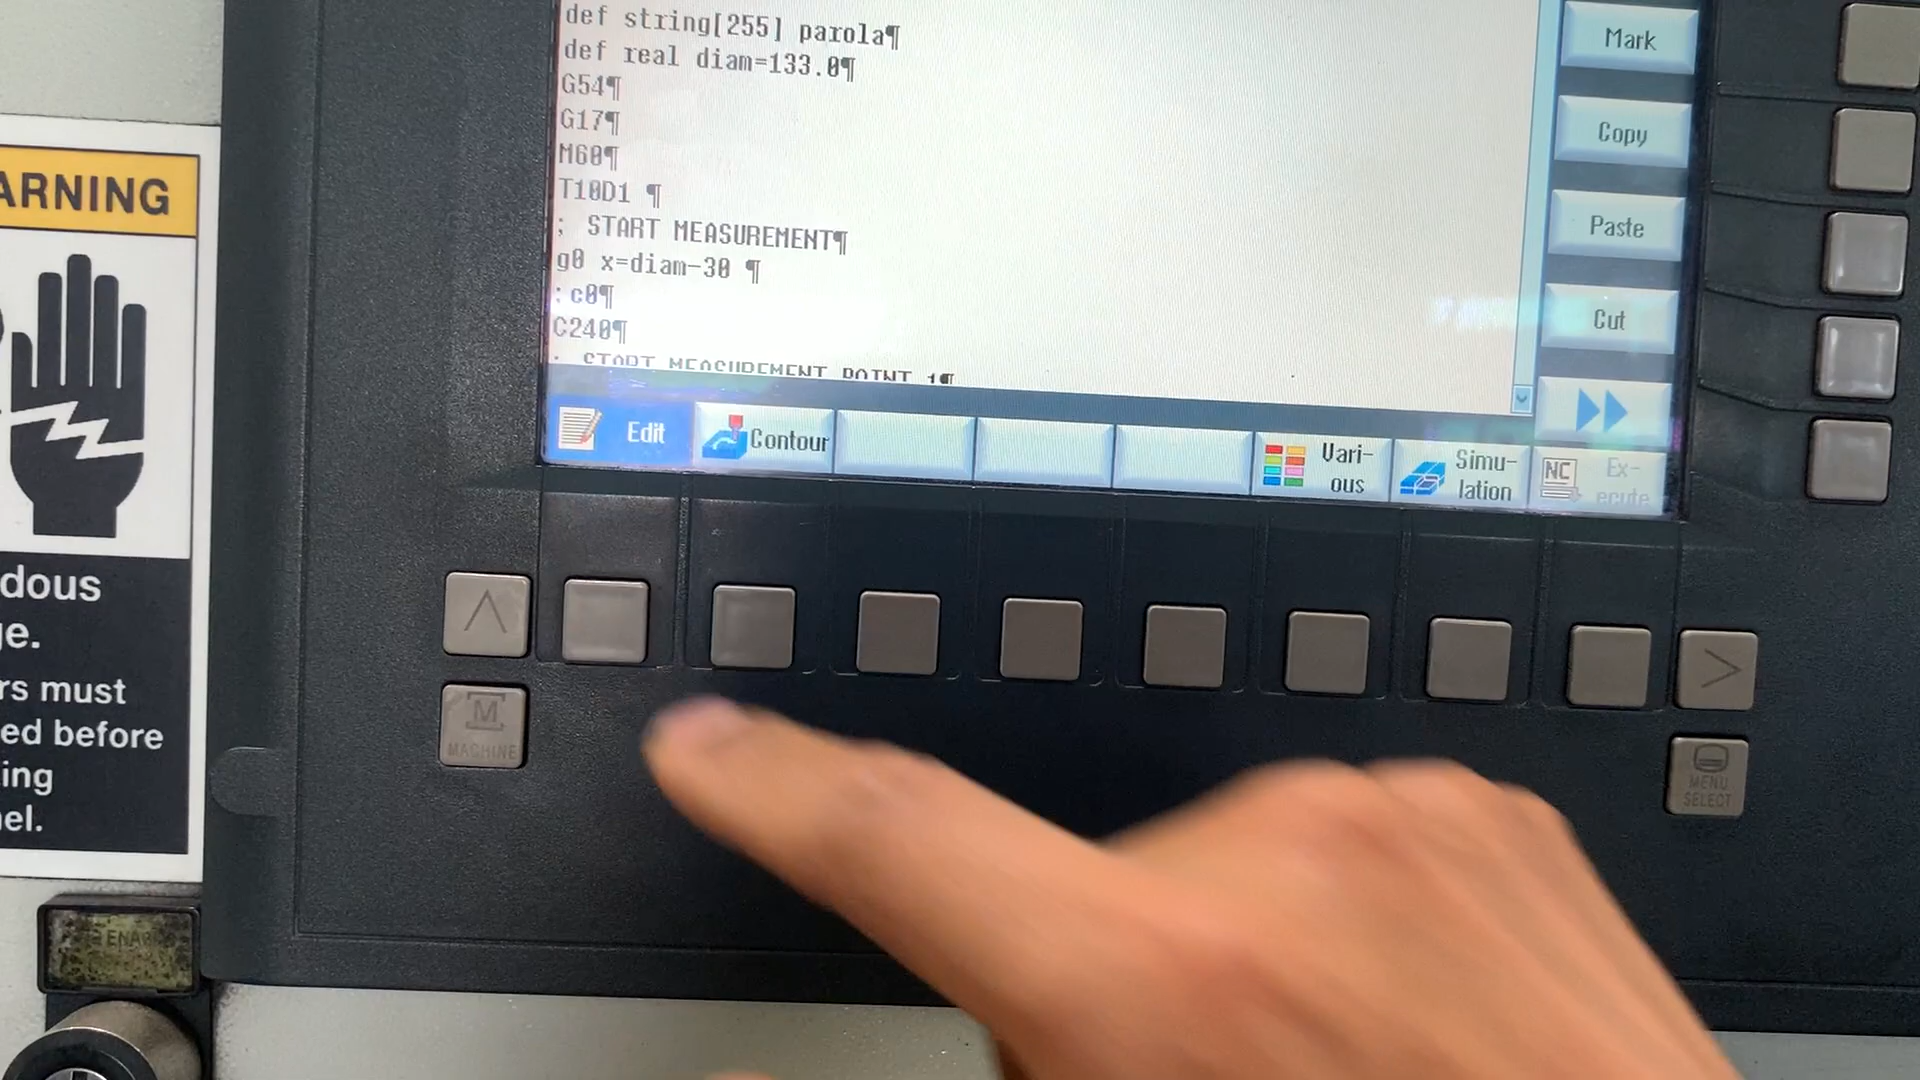 def string[255] parola¶
def real diam=133.0¶
G54¶
G17¶
M60¶
T10D1 ¶
; START MEASUREMENT¶
g0 x=diam-30 ¶
;c0¶
C240¶
; START MEASUREMENT POINT 1¶
Mark
Copy
Paste
Cut
Edit
Contour
Vari-
ous
Simu-
lation
NC
Ex-
ecute
M
MACHINE
MENU
SELECT
ARNING
dous
ge.
rs must
ed before
ing
el.